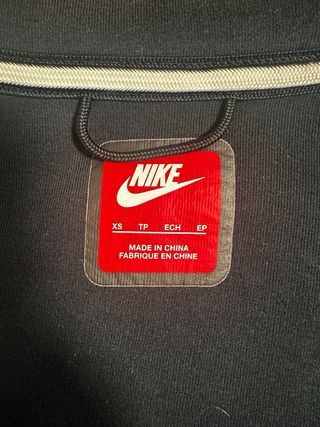 NIKE
XS TP ECH EP
MADE IN CHINA
FABRIQUE EN CHINE